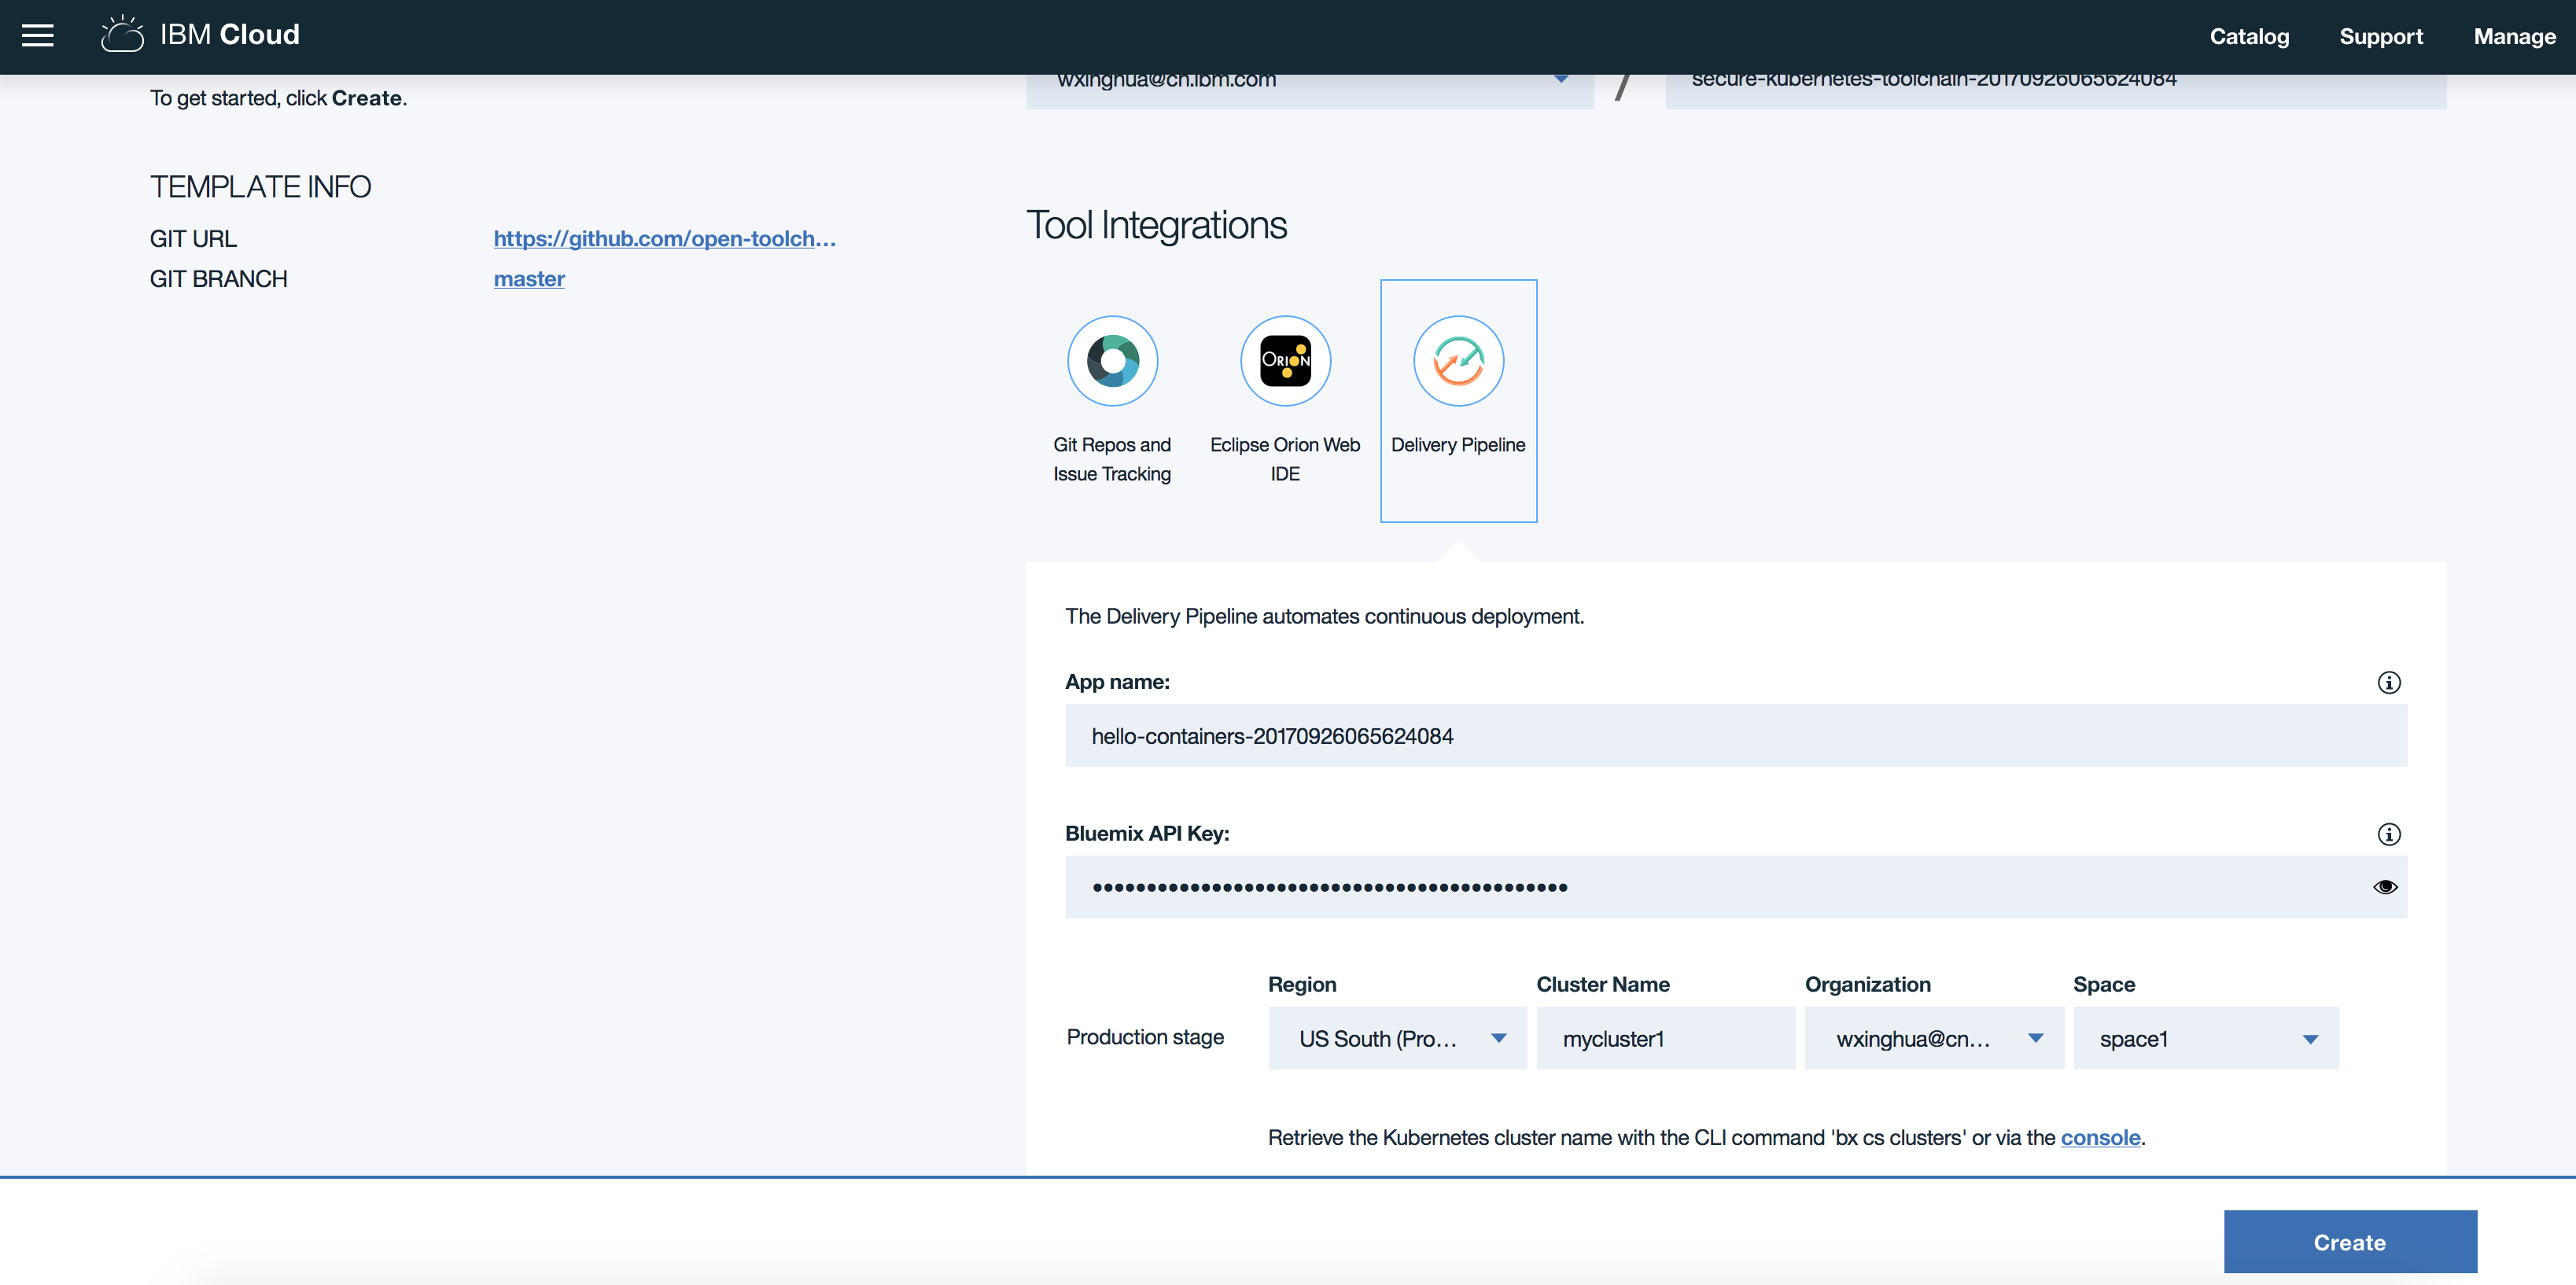 IBM Cloud
Catalog Support Manage
wxinghua@cn.ibm.com / secure-kubernetes-toolchain-20170926065624084
To get started, click Create.
TEMPLATE INFO
GIT URL https://github.com/open-toolch...
GIT BRANCH master
Tool Integrations
Git Repos and
Issue Tracking
ORION
Eclipse Orion Web
IDE
Delivery Pipeline
The Delivery Pipeline automates continuous deployment.
App name:
hello-containers-20170926065624084
Bluemix API Key:
••••••••••••••••••••••••••••••••••••••••••••
Region Cluster Name Organization Space
Production stage US South (Pro... mycluster1 wxinghua@cn... space1
Retrieve the Kubernetes cluster name with the CLI command 'bx cs clusters' or via the console.
Create